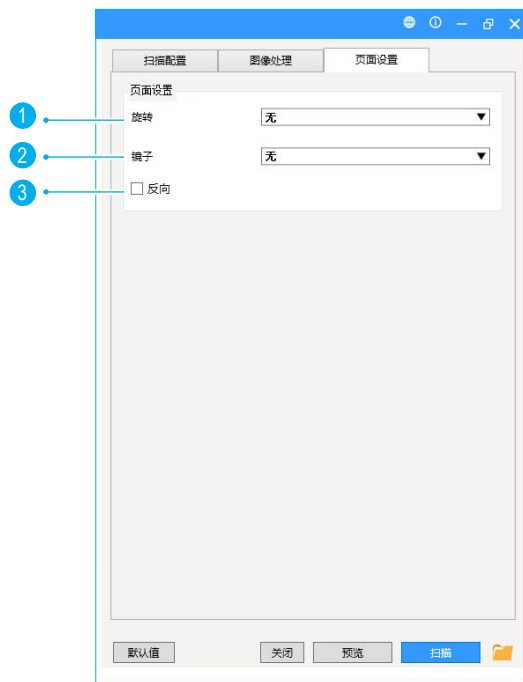 扫描配置 图像处理 页面设置
页面设置
1 旋转 无
2 镜子 无
3 反向
默认值 关闭 预览 扫描